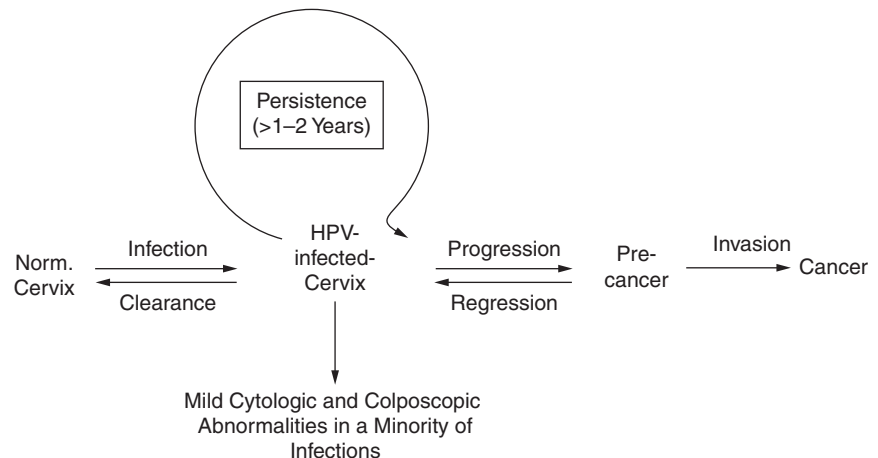 Persistence
(>1–2 Years)
Norm.
Cervix
Infection
Clearance
HPV-
infected-
Cervix
Progression
Regression
Pre-
cancer
Invasion
Cancer
Mild Cytologic and Colposcopic
Abnormalities in a Minority of
Infections